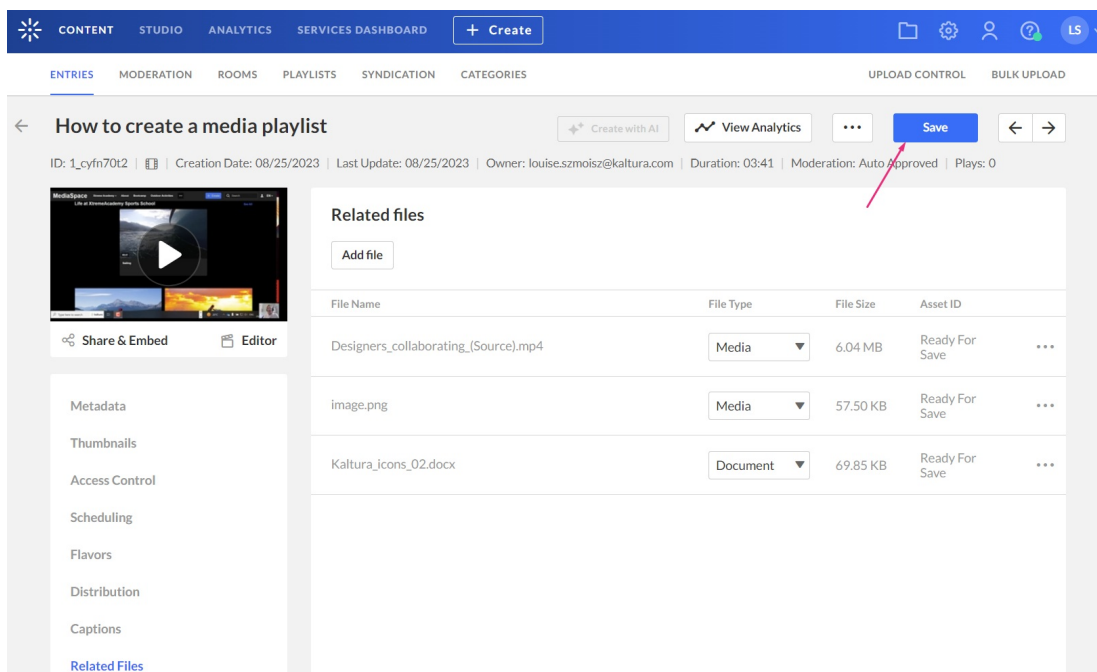 CONTENT STUDIO ANALYTICS SERVICES DASHBOARD + Create LS
ENTRIES MODERATION ROOMS PLAYLISTS SYNDICATION CATEGORIES UPLOAD CONTROL BULK UPLOAD
How to create a media playlist Create with AI View Analytics ... Save
ID: 1_cyfn70t2 | Creation Date: 08/25/2023 | Last Update: 08/25/2023 | Owner: louise.szmoisz@kaltura.com | Duration: 03:41 | Moderation: Auto Approved | Plays: 0
MediaSpace
Life at XtremeAcademy Sports School
Share & Embed Editor
Metadata
Thumbnails
Access Control
Scheduling
Flavors
Distribution
Captions
Related Files
Related files
Add file
File Name File Type File Size Asset ID
Designers_collaborating_(Source).mp4 Media 6.04 MB Ready For
Save
image.png Media 57.50 KB Ready For
Save
Kaltura_icons_02.docx Document 69.85 KB Ready For
Save